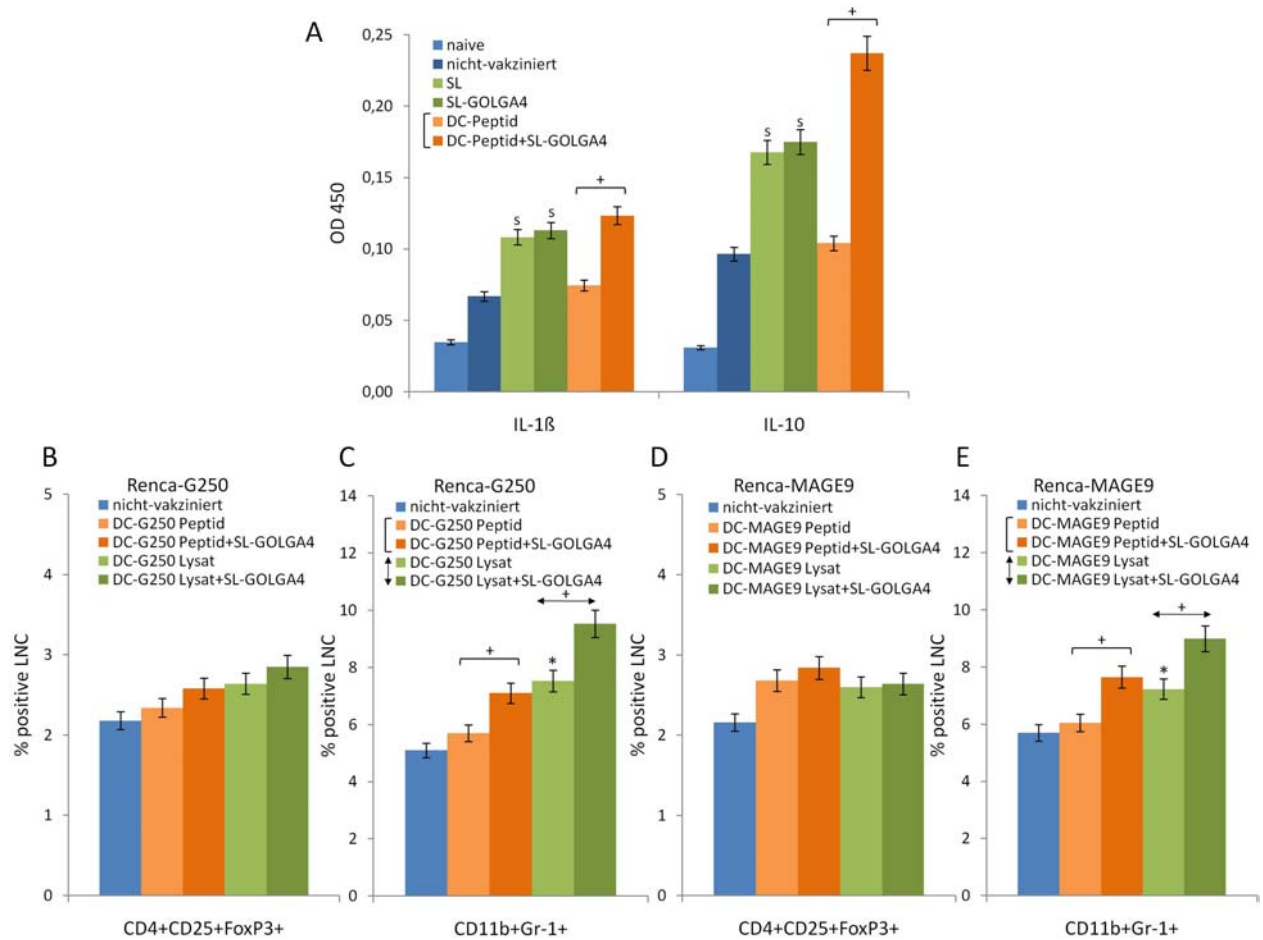 A
0,25
0,20
0,15
0,10
0,05
0,00
OD 450
naive
nicht-vakziniert
SL
SL-GOLGA4
DC-Peptid
DC-Peptid+SL-GOLGA4
s
s
+
s
s
+
IL-1ß
IL-10
B
Renca-G250
nicht-vakziniert
DC-G250 Peptid
DC-G250 Peptid+SL-GOLGA4
DC-G250 Lysat
DC-G250 Lysat+SL-GOLGA4
5
4
3
2
1
0
% positive LNC
CD4+CD25+FoxP3+
C
Renca-G250
nicht-vakziniert
DC-G250 Peptid
DC-G250 Peptid+SL-GOLGA4
DC-G250 Lysat
DC-G250 Lysat+SL-GOLGA4
14
12
10
8
6
4
2
0
% positive LNC
+
*
+
CD11b+Gr-1+
D
Renca-MAGE9
nicht-vakziniert
DC-MAGE9 Peptid
DC-MAGE9 Peptid+SL-GOLGA4
DC-MAGE9 Lysat
DC-MAGE9 Lysat+SL-GOLGA4
5
4
3
2
1
0
% positive LNC
CD4+CD25+FoxP3+
E
Renca-MAGE9
nicht-vakziniert
DC-MAGE9 Peptid
DC-MAGE9 Peptid+SL-GOLGA4
DC-MAGE9 Lysat
DC-MAGE9 Lysat+SL-GOLGA4
14
12
10
8
6
4
2
0
% positive LNC
+
*
+
CD11b+Gr-1+